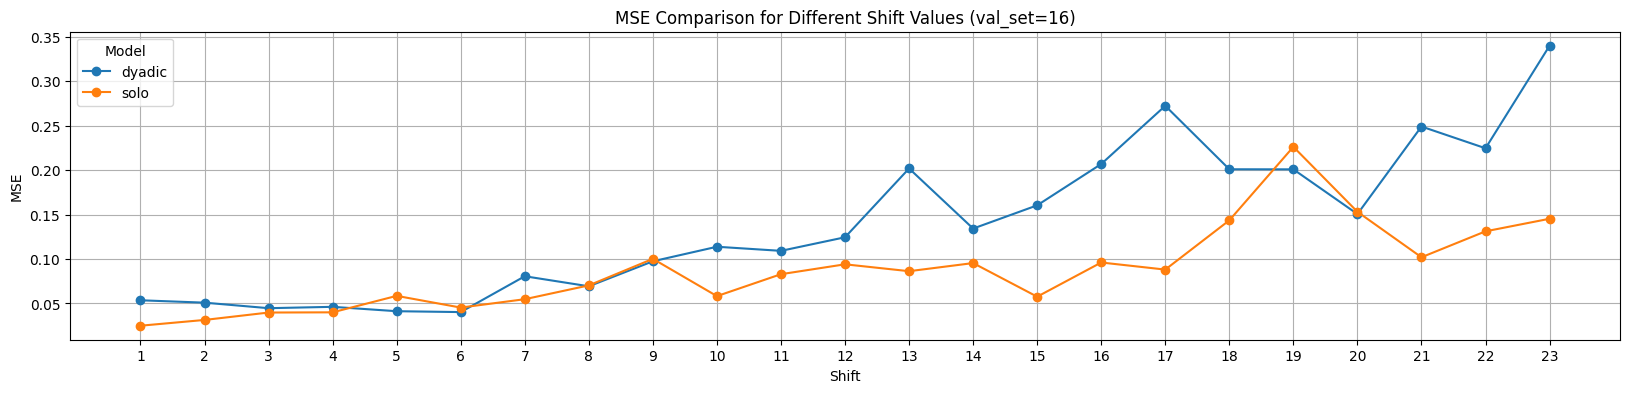 MSE Comparison for Different Shift Values (val_set=16)
Model
dyadic
solo
MSE
0.35
0.30
0.25
0.20
0.15
0.10
0.05
1 2 3 4 5 6 7 8 9 10 11 12 13 14 15 16 17 18 19 20 21 22 23
Shift